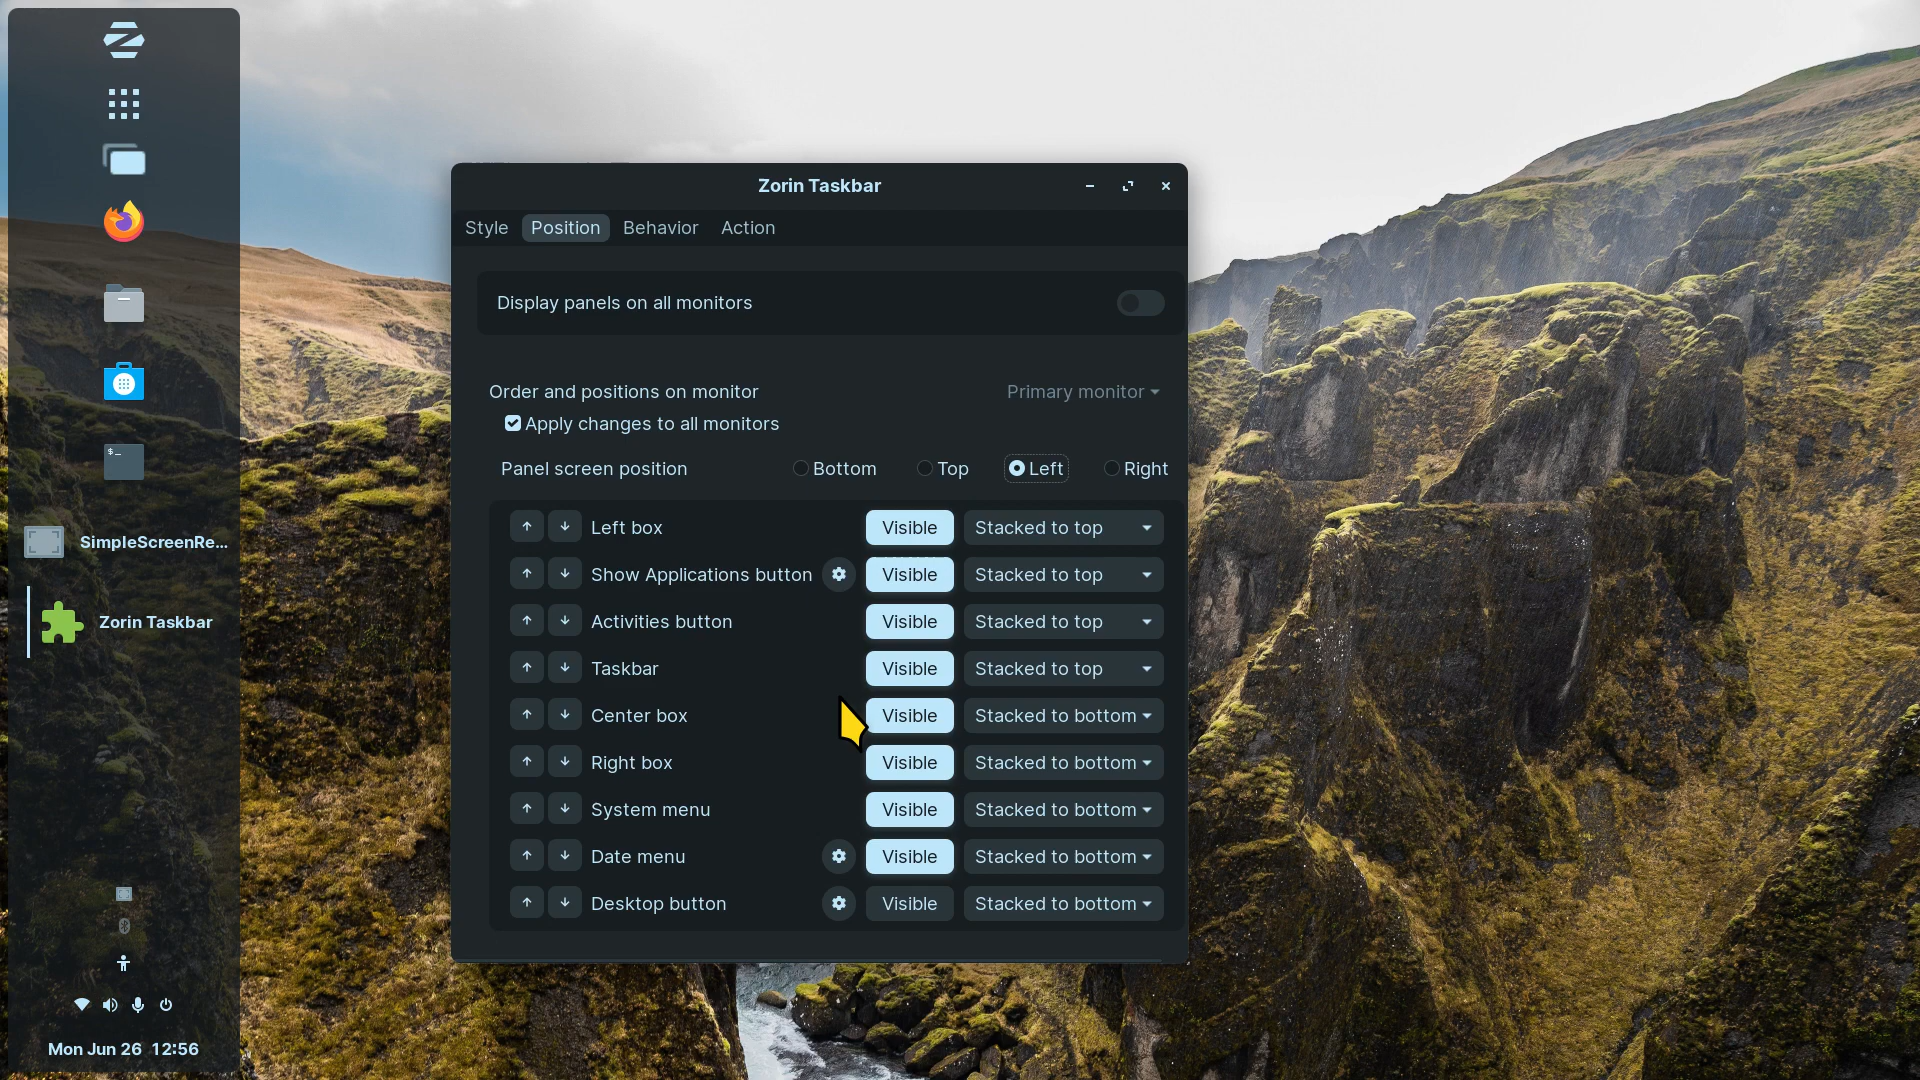 Zorin Taskbar
Style Position Behavior Action
Display panels on all monitors
Order and positions on monitor Primary monitor
Apply changes to all monitors
Panel screen position Bottom Top Left Right
Left box Visible Stacked to top
Show Applications button Visible Stacked to top
Activities button Visible Stacked to top
Taskbar Visible Stacked to top
Center box Visible Stacked to bottom
Right box Visible Stacked to bottom
System menu Visible Stacked to bottom
Date menu Visible Stacked to bottom
Desktop button Visible Stacked to bottom
$_
SimpleScreenRe...
Zorin Taskbar
Mon Jun 26 12:56